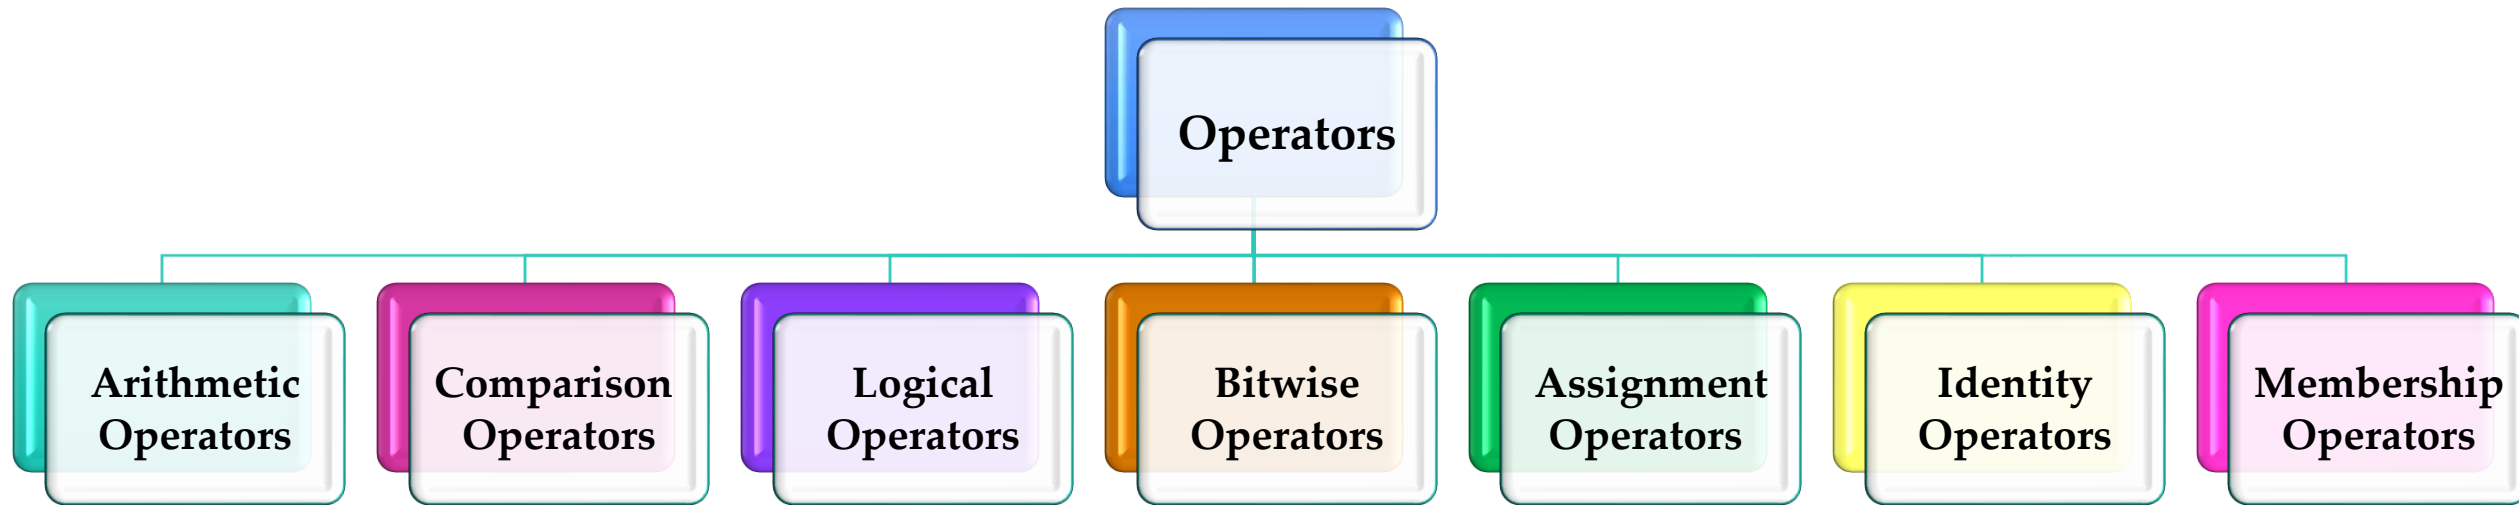 Operators
Arithmetic
Operators
Comparison
Operators
Logical
Operators
Bitwise
Operators
Assignment
Operators
Identity
Operators
Membership
Operators